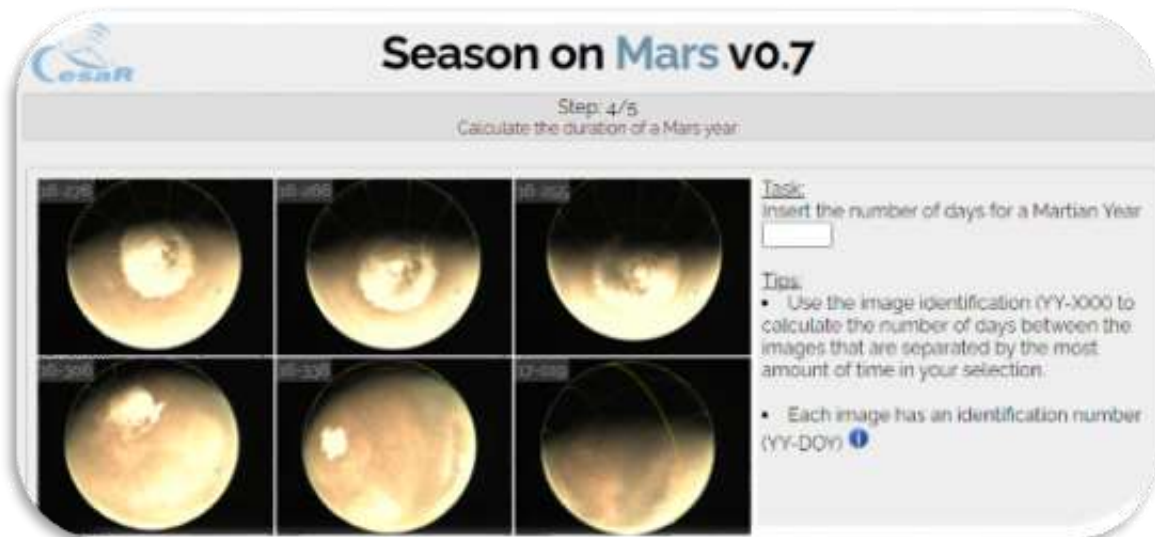 cesaR
Season on Mars v0.7
Step: 4/5
Calculate the duration of a Mars year
Task:
Insert the number of days for a Martian Year
Tips:
• Use the image identification (YY-XXX) to
calculate the number of days between the
images that are separated by the most
amount of time in your selection.
• Each image has an identification number
(YY-DOY) i